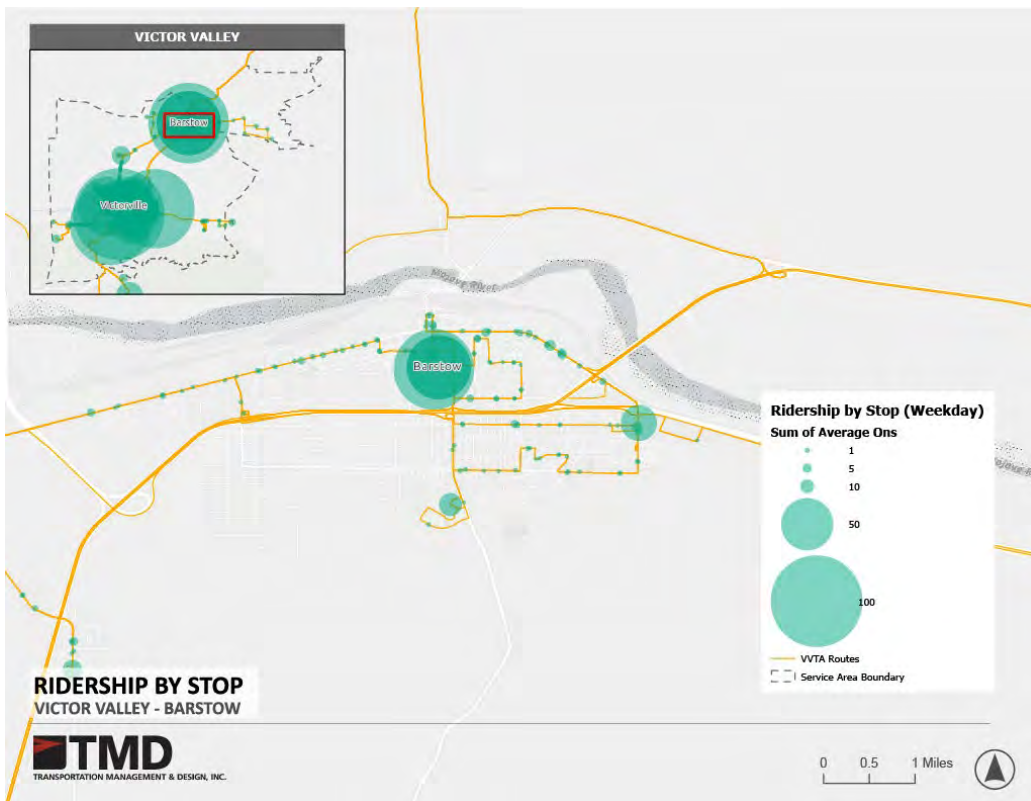 VICTOR VALLEY
Barstow
Victorville
Mojave River
Barstow
Ridership by Stop (Weekday)
Sum of Average Ons
1
5
10
50
100
VVTA Routes
Service Area Boundary
RIDERSHIP BY STOP
VICTOR VALLEY - BARSTOW
TMD
TRANSPORTATION MANAGEMENT & DESIGN, INC.
0 0.5 1 Miles